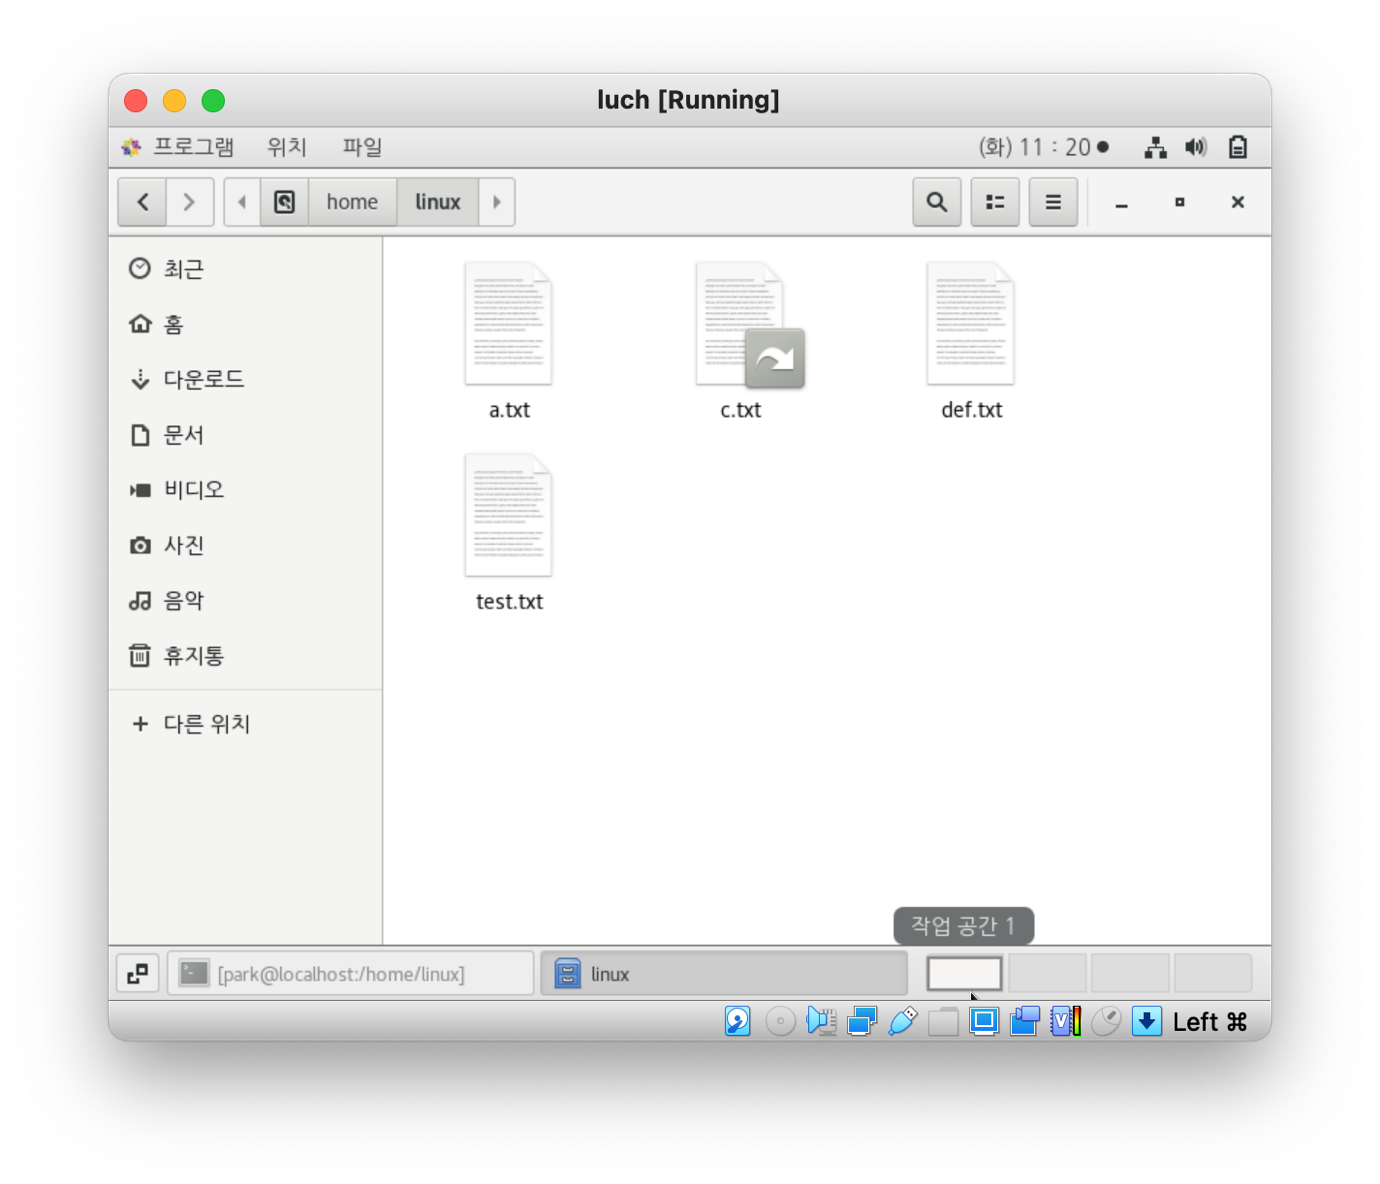 luch [Running]
프로그램 위치 파일 (화) 11 : 20
home linux
최근
홈
다운로드
문서
비디오
사진
음악
휴지통
다른 위치
a.txt c.txt def.txt
test.txt
작업 공간 1
[park@localhost:/home/linux] linux
Left ⌘